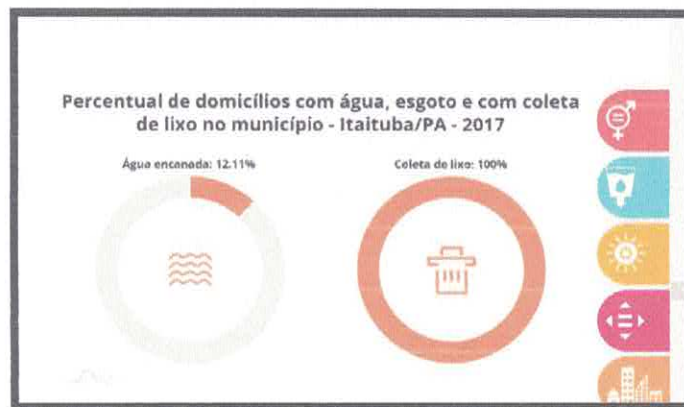 Percentual de domicílios com água, esgoto e com coleta
de lixo no município - Itaituba/PA - 2017
Água encanada: 12.11%
Coleta de lixo: 100%